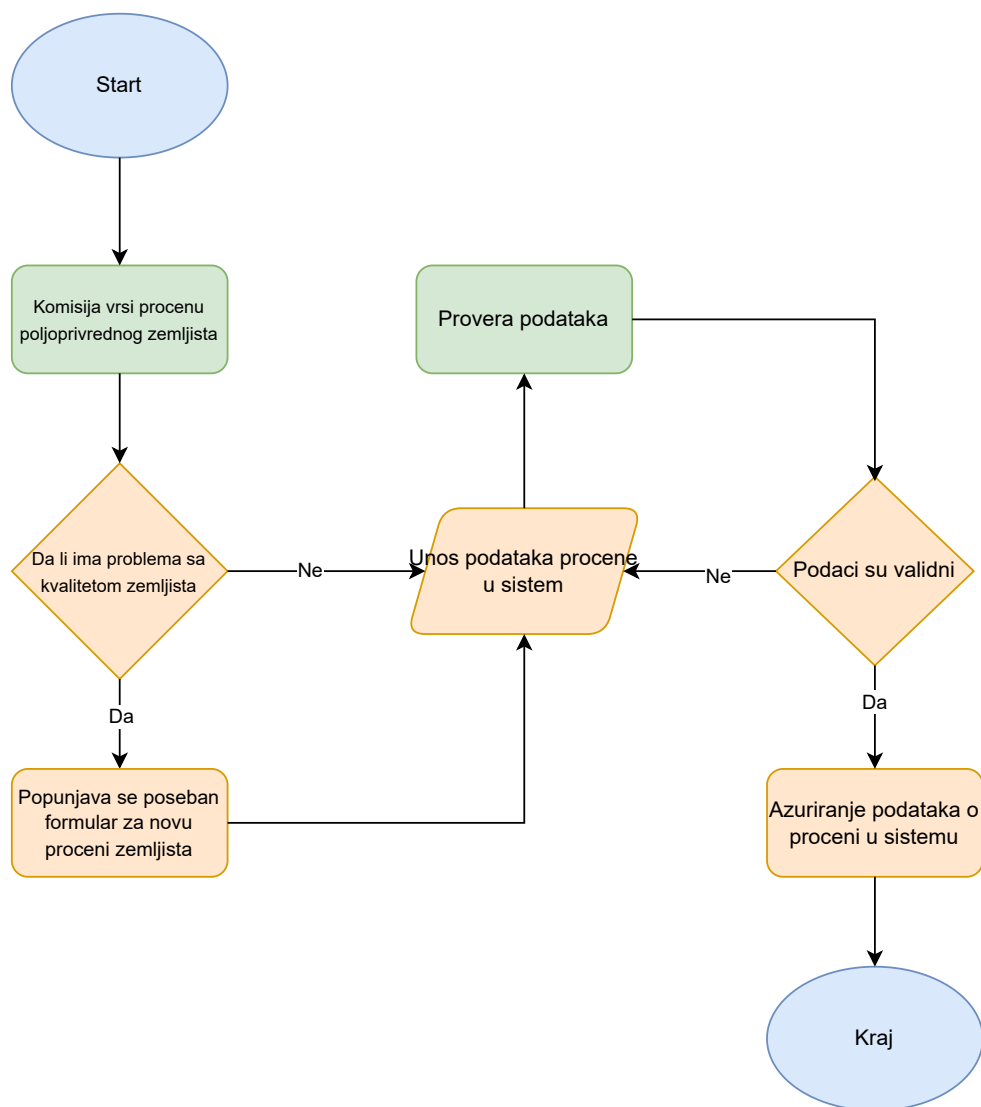 Start
Komisija vrsi procenu
poljoprivrednog zemljista
Da li ima problema sa
kvalitetom zemljista
Ne
Da
Popunjava se poseban
formular za novu
proceni zemljista
Unos podataka procene
u sistem
Provera podataka
Podaci su validni
Ne
Da
Azuriranje podataka o
proceni u sistemu
Kraj